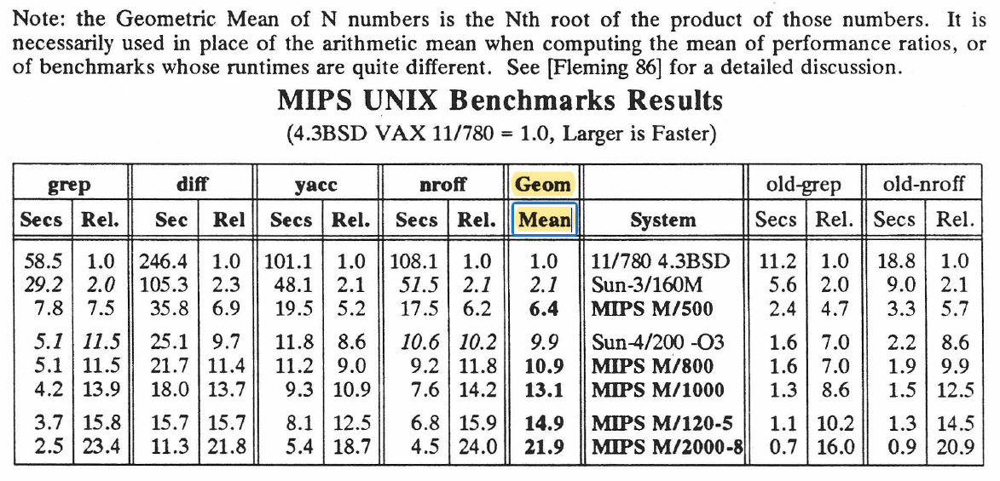 Note: the Geometric Mean of N numbers is the Nth root of the product of those numbers. It is
necessarily used in place of the arithmetic mean when computing the mean of performance ratios, or
of benchmarks whose runtimes are quite different. See [Fleming 86] for a detailed discussion.
MIPS UNIX Benchmarks Results
(4.3BSD VAX 11/780 = 1.0, Larger is Faster)
grep diff yacc nroff Geom old-grep old-nroff
Secs Rel. Sec Rel Secs Rel. Secs Rel. Mean System Secs Rel. Secs Rel.
58.5 1.0 246.4 1.0 101.1 1.0 108.1 1.0 1.0 11/780 4.3BSD 11.2 1.0 18.8 1.0
29.2 2.0 105.3 2.3 48.1 2.1 51.5 2.1 2.1 Sun-3/160M 5.6 2.0 9.0 2.1
7.8 7.5 35.8 6.9 19.5 5.2 17.5 6.2 6.4 MIPS M/500 2.4 4.7 3.3 5.7
5.1 11.5 25.1 9.7 11.8 8.6 10.6 10.2 9.9 Sun-4/200 -O3 1.6 7.0 2.2 8.6
5.1 11.5 21.7 11.4 11.2 9.0 9.2 11.8 10.9 MIPS M/800 1.6 7.0 1.9 9.9
4.2 13.9 18.0 13.7 9.3 10.9 7.6 14.2 13.1 MIPS M/1000 1.3 8.6 1.5 12.5
3.7 15.8 15.7 15.7 8.1 12.5 6.8 15.9 14.9 MIPS M/120-5 1.1 10.2 1.3 14.5
2.5 23.4 11.3 21.8 5.4 18.7 4.5 24.0 21.9 MIPS M/2000-8 0.7 16.0 0.9 20.9